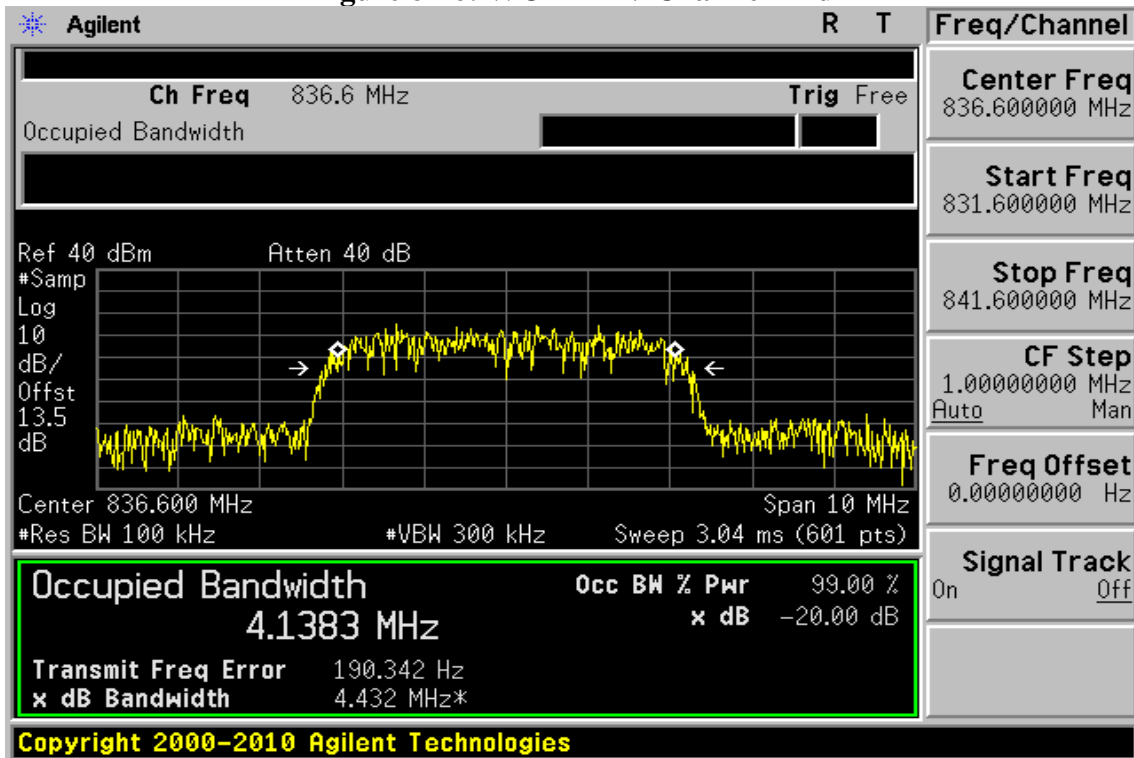 Agilent R T
Ch Freq 836.6 MHz Trig Free
Occupied Bandwidth
Ref 40 dBm Atten 40 dB
#Samp
Log
10
dB/
Offst
13.5
dB
Center 836.600 MHz Span 10 MHz
#Res BW 100 kHz #VBW 300 kHz Sweep 3.04 ms (601 pts)
Occupied Bandwidth Occ BW % Pwr 99.00 %
4.1383 MHz x dB -20.00 dB
Transmit Freq Error 190.342 Hz
x dB Bandwidth 4.432 MHz*
Copyright 2000-2010 Agilent Technologies
Freq/Channel
Center Freq
836.600000 MHz
Start Freq
831.600000 MHz
Stop Freq
841.600000 MHz
CF Step
1.00000000 MHz
Auto Man
Freq Offset
0.00000000 Hz
Signal Track
On Off